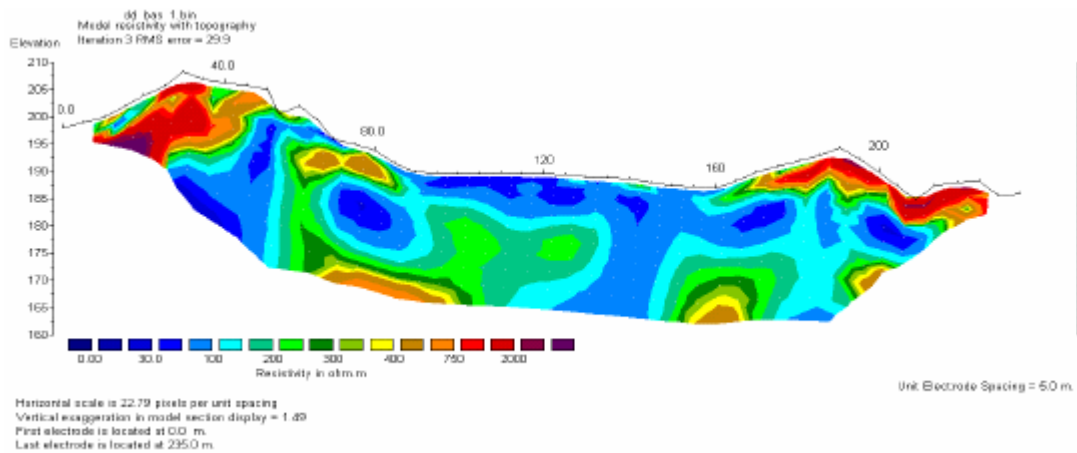 dd_bas_1.bin
Model resistivity with topography
Iteration 3 RMS error = 29.9
Elevation
210
205
200
195
190
185
180
175
170
165
160
0.0
40.0
80.0
120
160
200
0.00 30.0 100 200 300 400 750 2000
Resistivity in ohm.m
Unit Electrode Spacing = 5.0 m.
Horizontal scale is 22.79 pixels per unit spacing
Vertical exaggeration in model section display = 1.49
First electrode is located at 0.0 m.
Last electrode is located at 235.0 m.